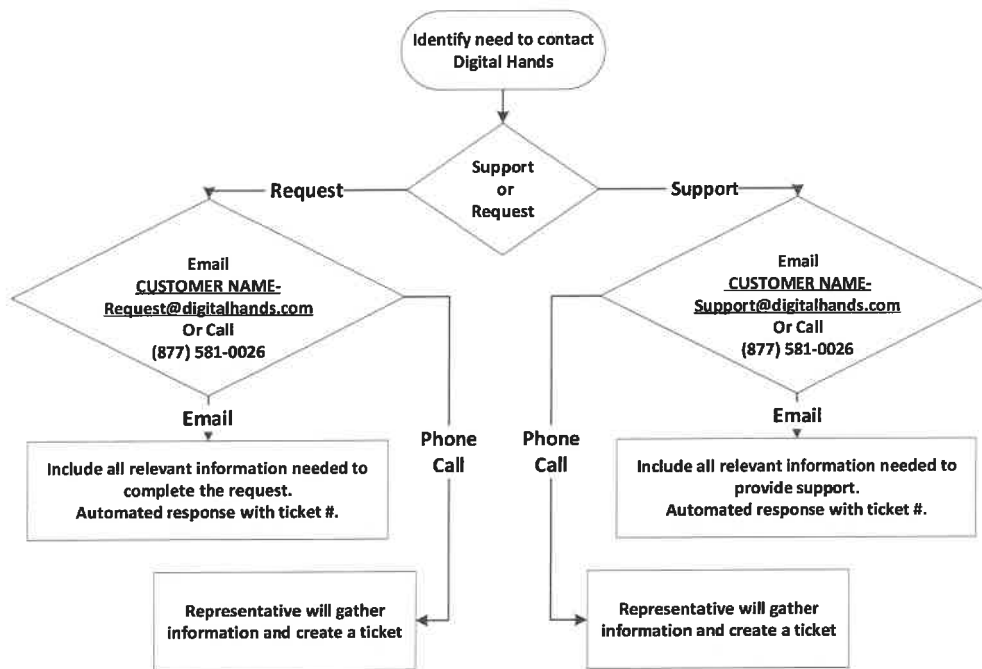 Identify need to contact
Digital Hands
Support
or
Request
Request
Support
Email
CUSTOMER NAME-
Request@digitalhands.com
Or Call
(877) 581-0026
Email
CUSTOMER NAME-
Support@digitalhands.com
Or Call
(877) 581-0026
Email
Phone
Call
Phone
Call
Email
Include all relevant information needed to
complete the request.
Automated response with ticket #.
Include all relevant information needed to
provide support.
Automated response with ticket #.
Representative will gather
information and create a ticket
Representative will gather
information and create a ticket